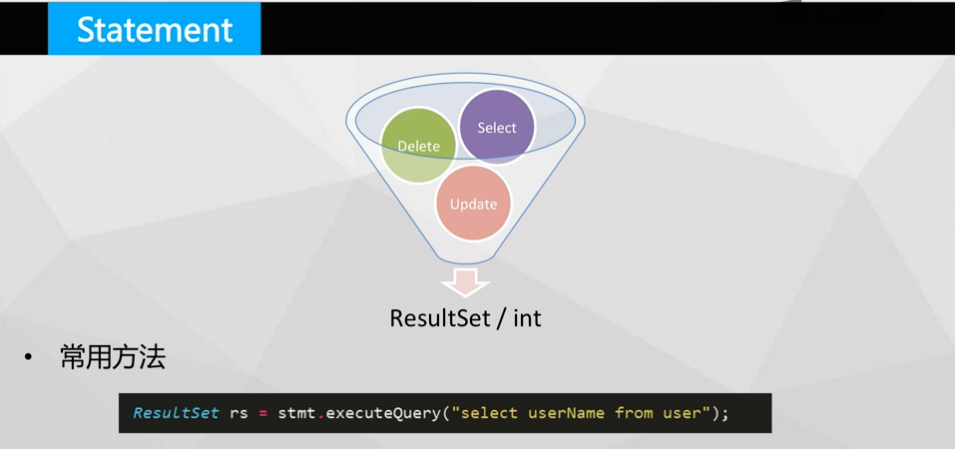 Statement
Select
Delete
Update
ResultSet / int
• 常用方法
ResultSet rs = stmt.executeQuery("select userName from user");